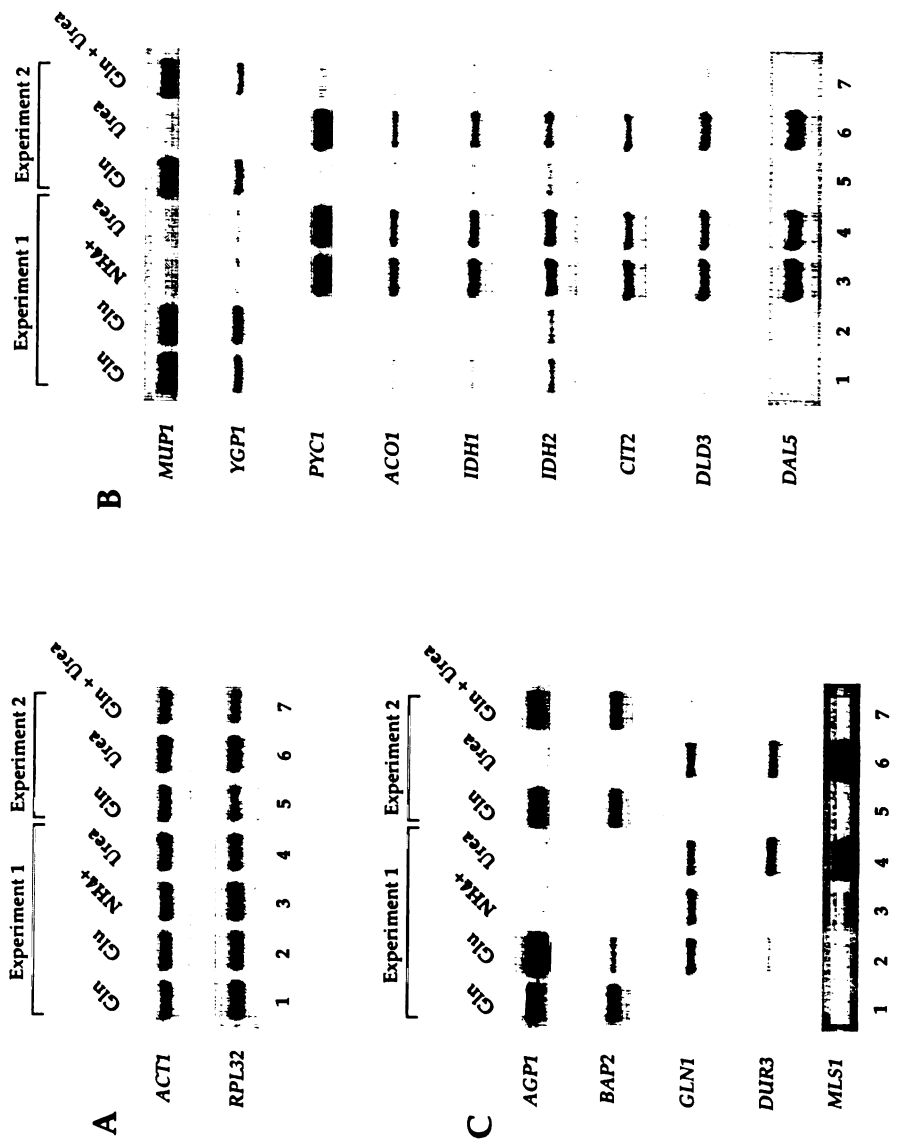 A
Experiment 1 Experiment 2
Gln Glu NH4+ Urea Gln Urea Gln + Urea
ACT1
RPL32
1 2 3 4 5 6 7
B
Experiment 1 Experiment 2
Gln Glu NH4+ Urea Gln Urea Gln + Urea
MUP1
YGP1
PYC1
ACO1
IDH1
IDH2
CIT2
DLD3
DAL5
1 2 3 4 5 6 7
C
Experiment 1 Experiment 2
Gln Glu NH4+ Urea Gln Urea Gln + Urea
AGP1
BAP2
GLN1
DUR3
MLS1
1 2 3 4 5 6 7